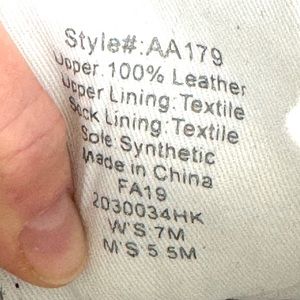 Style#: AA179
Upper: 100% Leather
Upper Lining: Textile
Sock Lining: Textile
Sole: Synthetic
Made in China
FA19
2030034HK
W'S 7M
M'S 5.5M